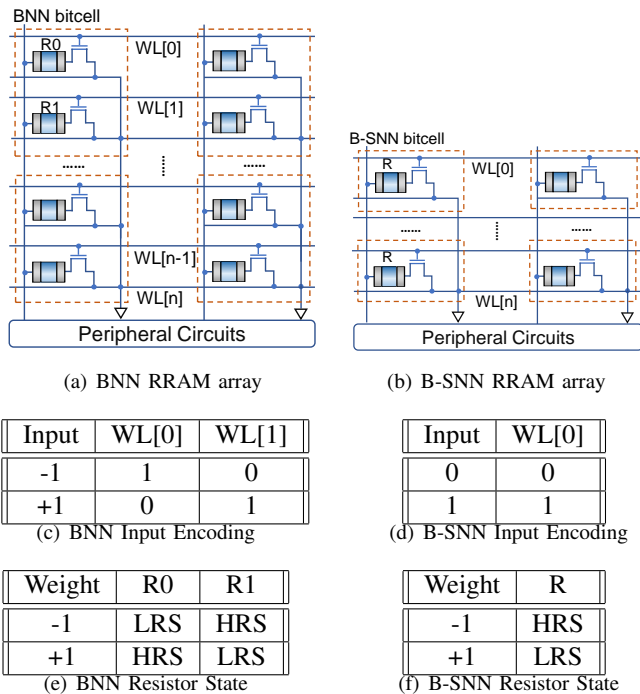 BNN bitcell
R0
WL[0]
R1
WL[1]
......
......
......
WL[n-1]
WL[n]
Peripheral Circuits
(a) BNN RRAM array
B-SNN bitcell
R
WL[0]
......
......
......
R
WL[n]
Peripheral Circuits
(b) B-SNN RRAM array
Input WL[0] WL[1]
-1 1 0
+1 0 1
(c) BNN Input Encoding
Input WL[0]
0 0
1 1
(d) B-SNN Input Encoding
Weight R0 R1
-1 LRS HRS
+1 HRS LRS
(e) BNN Resistor State
Weight R
-1 HRS
+1 LRS
(f) B-SNN Resistor State